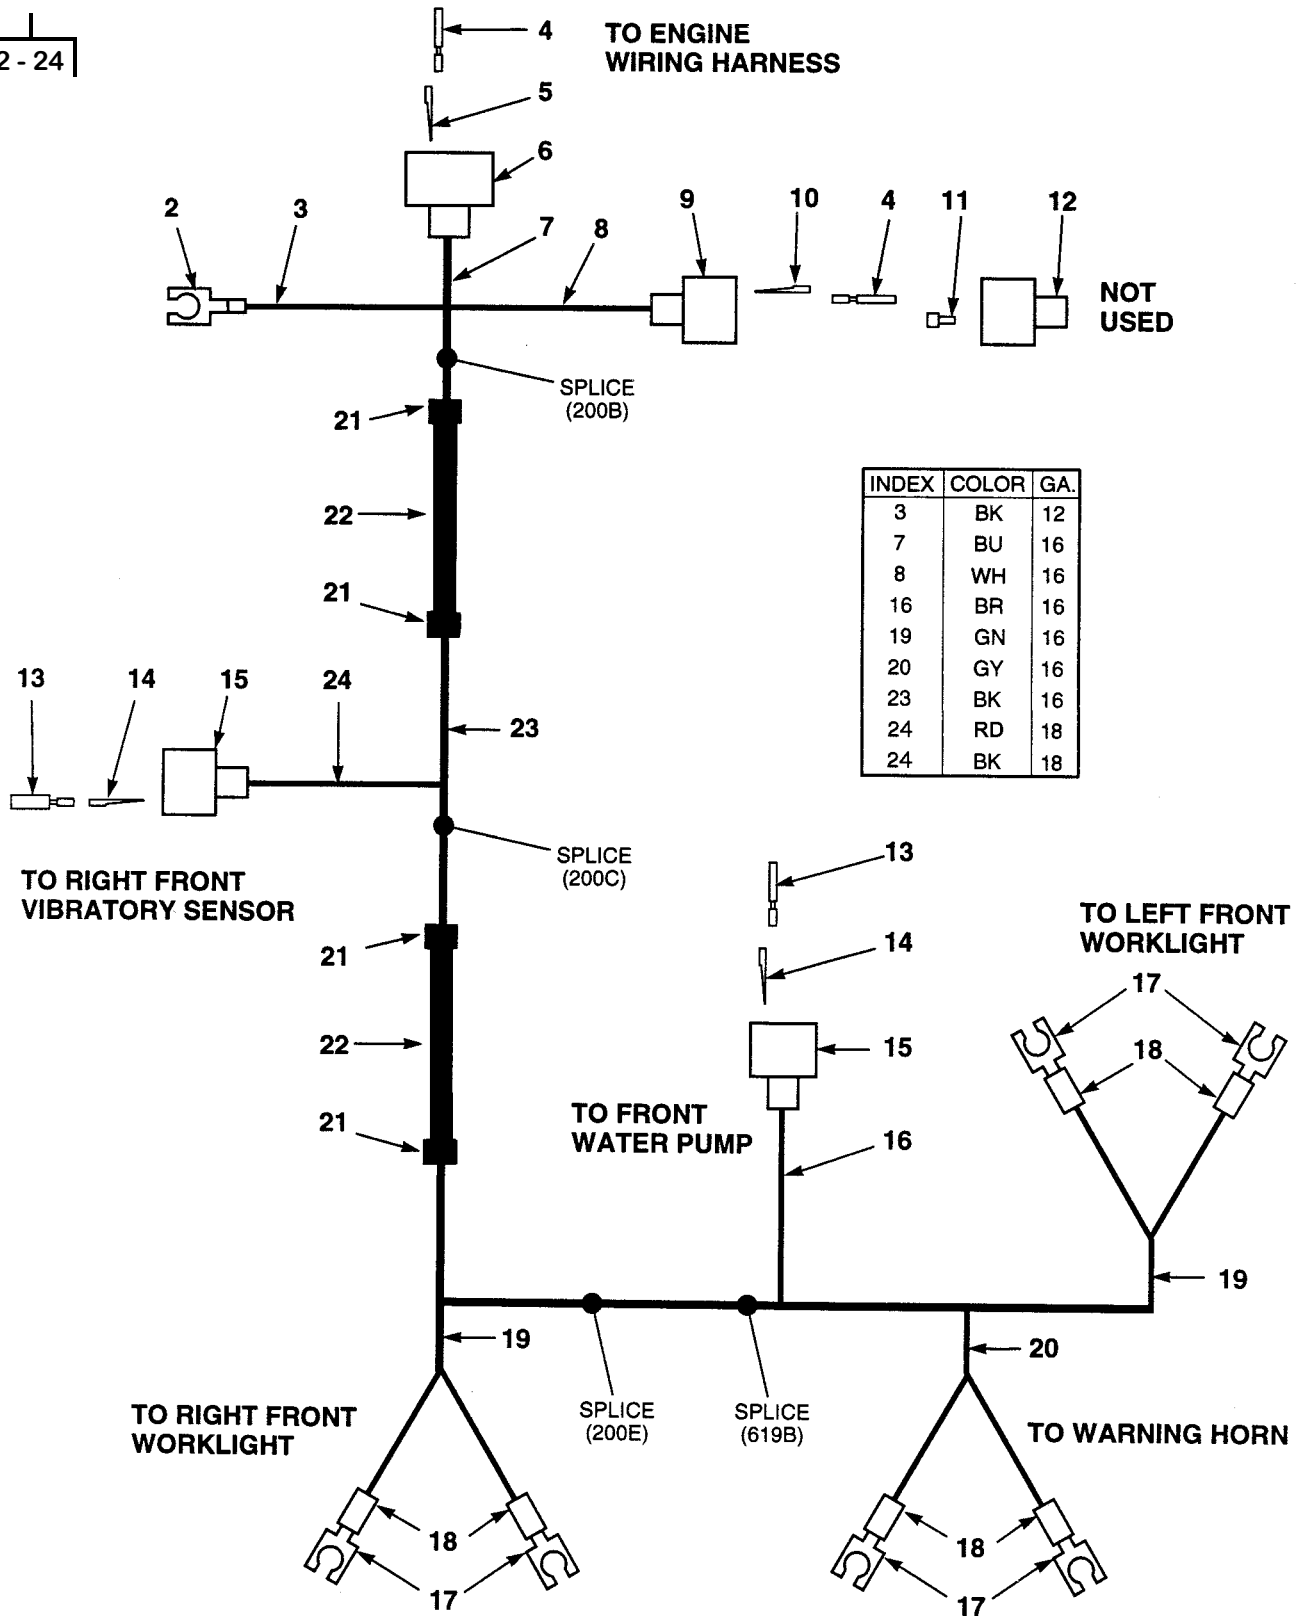 2 - 24
4
TO ENGINE
WIRING HARNESS
5
6
2
3
7
8
9
10
4
11
12
NOT
USED
SPLICE
(200B)
21
22
21
INDEX COLOR GA.
3 BK 12
7 BU 16
8 WH 16
16 BR 16
19 GN 16
20 GY 16
23 BK 16
24 RD 18
24 BK 18
13
14
15
24
23
TO RIGHT FRONT
VIBRATORY SENSOR
SPLICE
(200C)
13
14
15
16
TO FRONT
WATER PUMP
TO LEFT FRONT
WORKLIGHT
17
18
19
21
22
21
19
20
TO RIGHT FRONT
WORKLIGHT
SPLICE
(200E)
SPLICE
(619B)
TO WARNING HORN
18
17
18
17